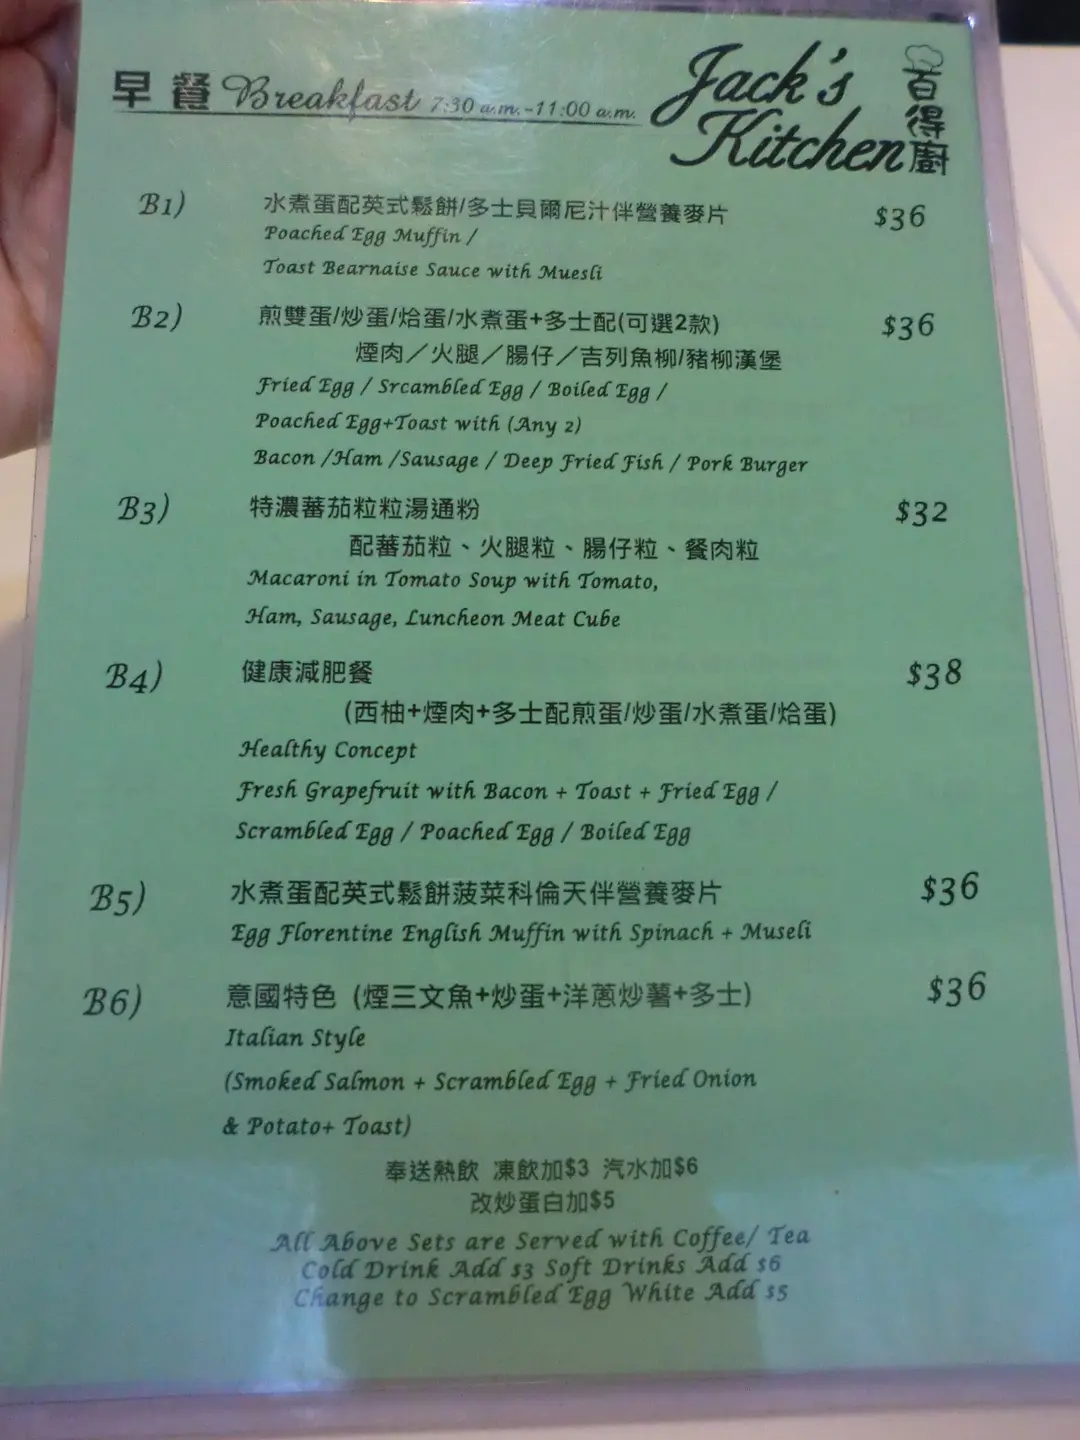 早餐 Breakfast 7:30 a.m.-11:00 a.m.
Jack's Kitchen 百得廚
B1) 水煮蛋配英式鬆餅/多士貝爾尼汁伴營養麥片 $36
Poached Egg Muffin /
Toast Bearnaise Sauce with Muesli
B2) 煎雙蛋/炒蛋/烚蛋/水煮蛋+多士配(可選2款) $36
煙肉／火腿／腸仔／吉列魚柳/豬柳漢堡
Fried Egg / Srcambled Egg / Boiled Egg /
Poached Egg+Toast with (Any 2)
Bacon /Ham /Sausage / Deep Fried Fish / Pork Burger
B3) 特濃蕃茄粒粒湯通粉 $32
配蕃茄粒、火腿粒、腸仔粒、餐肉粒
Macaroni in Tomato Soup with Tomato,
Ham, Sausage, Luncheon Meat Cube
B4) 健康減肥餐 $38
(西柚+煙肉+多士配煎蛋/炒蛋/水煮蛋/烚蛋)
Healthy Concept
Fresh Grapefruit with Bacon + Toast + Fried Egg /
Scrambled Egg / Poached Egg / Boiled Egg
B5) 水煮蛋配英式鬆餅菠菜科倫天伴營養麥片 $36
Egg Florentine English Muffin with Spinach + Museli
B6) 意國特色 (煙三文魚+炒蛋+洋蔥炒薯+多士) $36
Italian Style
(Smoked Salmon + Scrambled Egg + Fried Onion
& Potato+ Toast)
奉送熱飲 凍飲加$3 汽水加$6
改炒蛋白加$5
All Above Sets are Served with Coffee/ Tea
Cold Drink Add $3 Soft Drinks Add $6
Change to Scrambled Egg White Add $5